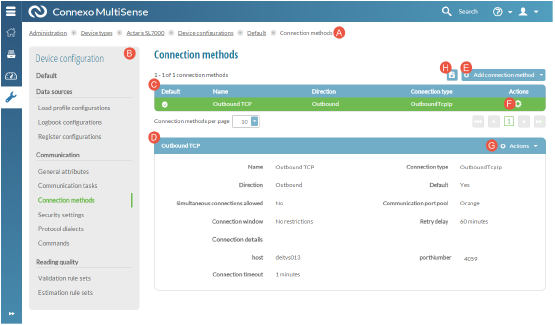 Connexo MultiSense
Search
Administration Device types Actaris SL7000 Device configurations Default Connection methods A
B
Device configuration
Default
Data sources
Load profile configurations
Logbook configurations
Register configurations
Communication
General attributes
Communication tasks
Connection methods
Security settings
Protocol dialects
Commands
Reading quality
Validation rule sets
Estimation rule sets
Connection methods
1 - 1 of 1 connection methods
H E Add connection method
C
Default Name Direction Connection type Actions
Outbound TCP Outbound OutboundTcpIp F
Connection methods per page 10 1
D
Outbound TCP G Actions
Name Outbound TCP Connection type OutboundTcpIp
Direction Outbound Default Yes
Simultaneous connections allowed No Communication port pool Orange
Connection window No restrictions Retry delay 60 minutes
Connection details
host deitvs013 portNumber 4059
Connection timeout 1 minutes